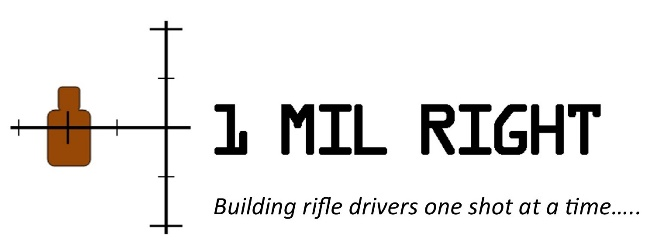 1 MIL RIGHT
Building rifle drivers one shot at a time.....